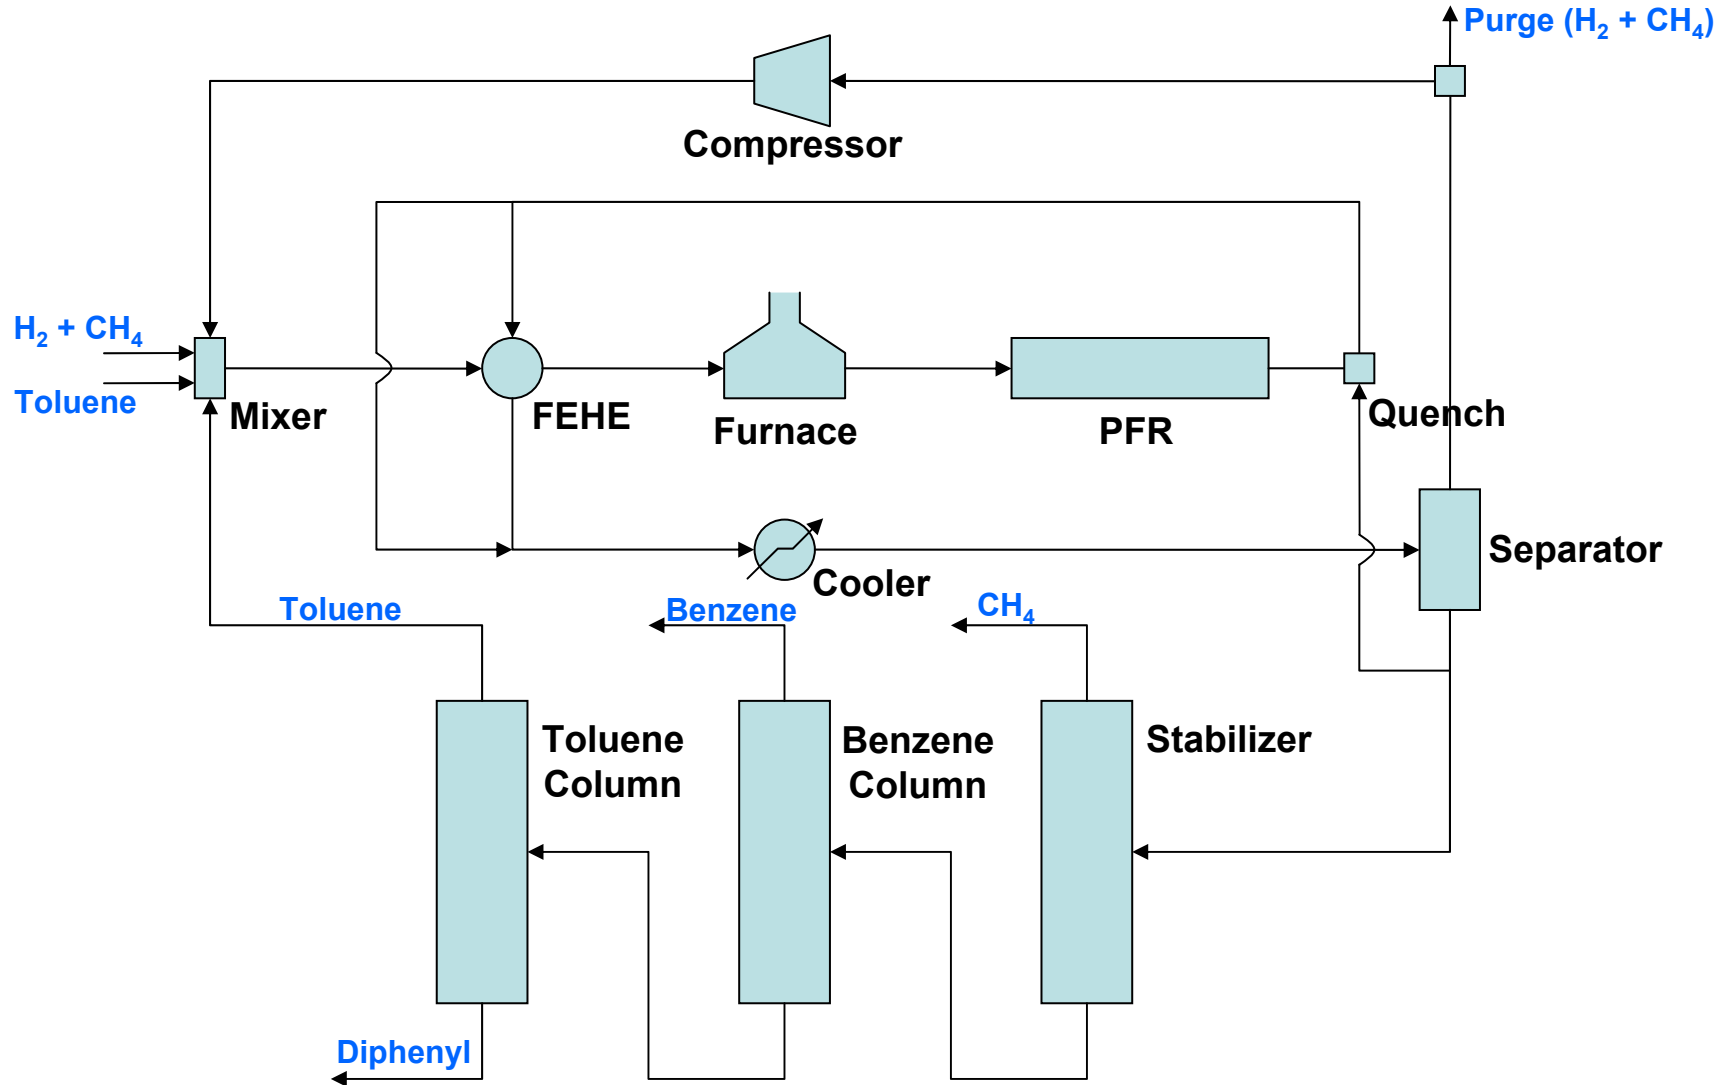 Purge (H₂ + CH₄)
Compressor
H₂ + CH₄
Toluene
Mixer
FEHE
Furnace
PFR
Quench
Separator
Cooler
Toluene
Benzene
CH₄
Toluene
Column
Benzene
Column
Stabilizer
Diphenyl